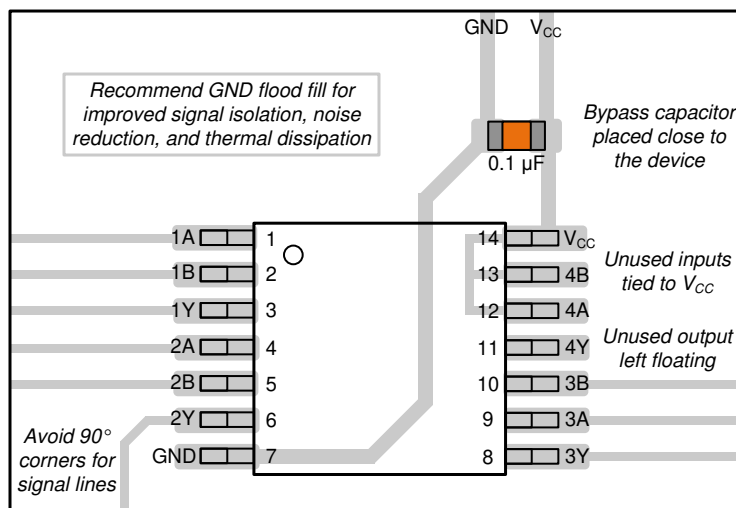 GND VCC
Recommend GND flood fill for
improved signal isolation, noise
reduction, and thermal dissipation
Bypass capacitor
placed close to
the device
0.1 µF
1A 1 14 VCC
1B 2 13 4B
Unused inputs
tied to VCC
1Y 3 12 4A
2A 4 11 4Y
Unused output
left floating
2B 5 10 3B
2Y 6 9 3A
GND 7 8 3Y
Avoid 90°
corners for
signal lines